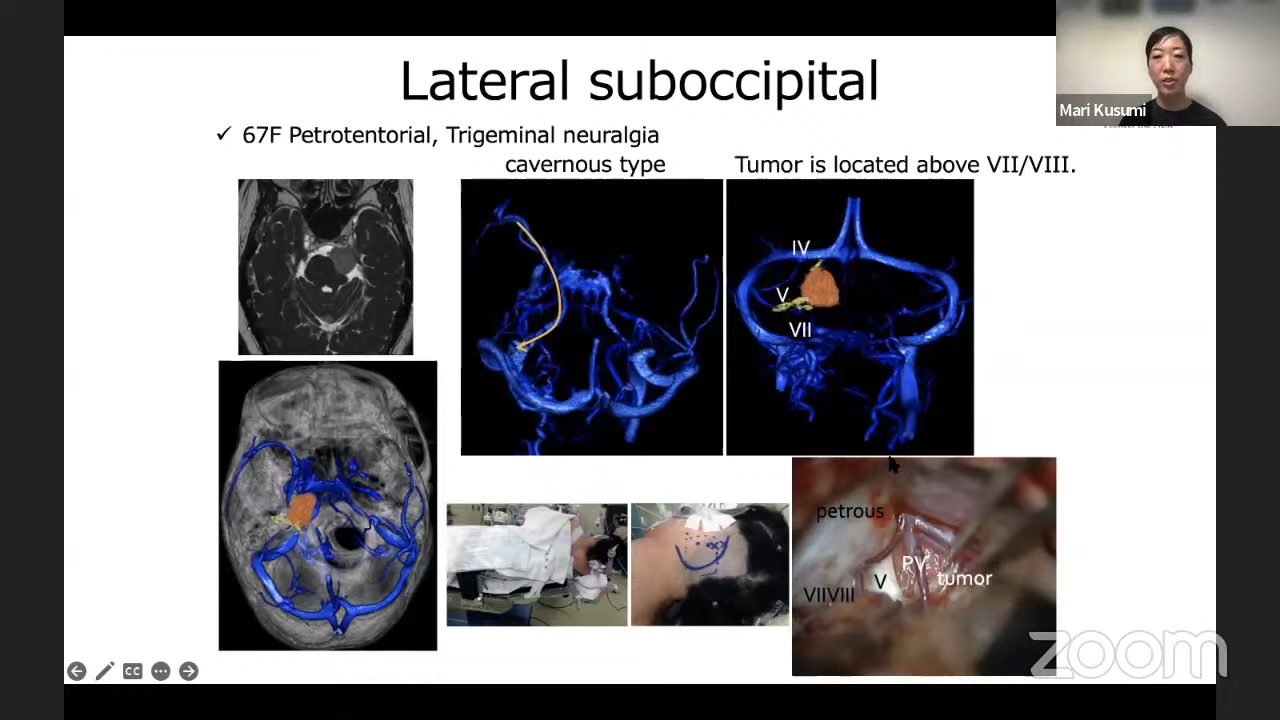 Lateral suboccipital
Mari Kusumi
✓ 67F Petrotentorial, Trigeminal neuralgia
cavernous type
Tumor is located above VII/VIII.
IV
V
VII
petrous
PV
V
tumor
VIIVIII
CC
zoom